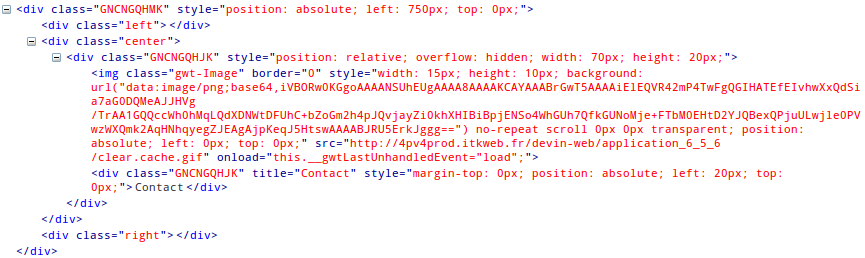 <div class="GNCNGQHMK" style="position: absolute; left: 750px; top: 0px;">
<div class="left"></div>
<div class="center">
<div class="GNCNGQHJK" style="position: relative; overflow: hidden; width: 70px; height: 20px;">
<img class="gwt-Image" border="0" style="width: 15px; height: 10px; background:
url("data:image/png;base64,iVBORw0KGgoAAAANSUhEUgAAAA8AAAAKCAYAAABrGwT5AAAAiElEQVR42mP4TwFgQGIHATEfEIvhwXxQdSi
a7aG0DQMeAJJHVg
/TrAA1GQQccWh0hMqLQdXDNWtDFUhC+bZoGm2h4pJQvjayZi0khXHIBiBpjENSo4WhGUh7QfkGUNoMje+FTbM0EHtD2YJQBexQPjuULwjle0PV
wzWXQmk2AqHNhqyegZJEAgAjpKeqJ5HtswAAAABJRU5ErkJggg==") no-repeat scroll 0px 0px transparent; position:
absolute; left: 0px; top: 0px;" src="http://4pv4prod.itkweb.fr/devin-web/application_6_5_6
/clear.cache.gif" onload="this.__gwtLastUnhandledEvent="load";">
<div class="GNCNGQHJK" title="Contact" style="margin-top: 0px; position: absolute; left: 20px; top:
0px;">Contact</div>
</div>
</div>
<div class="right"></div>
</div>